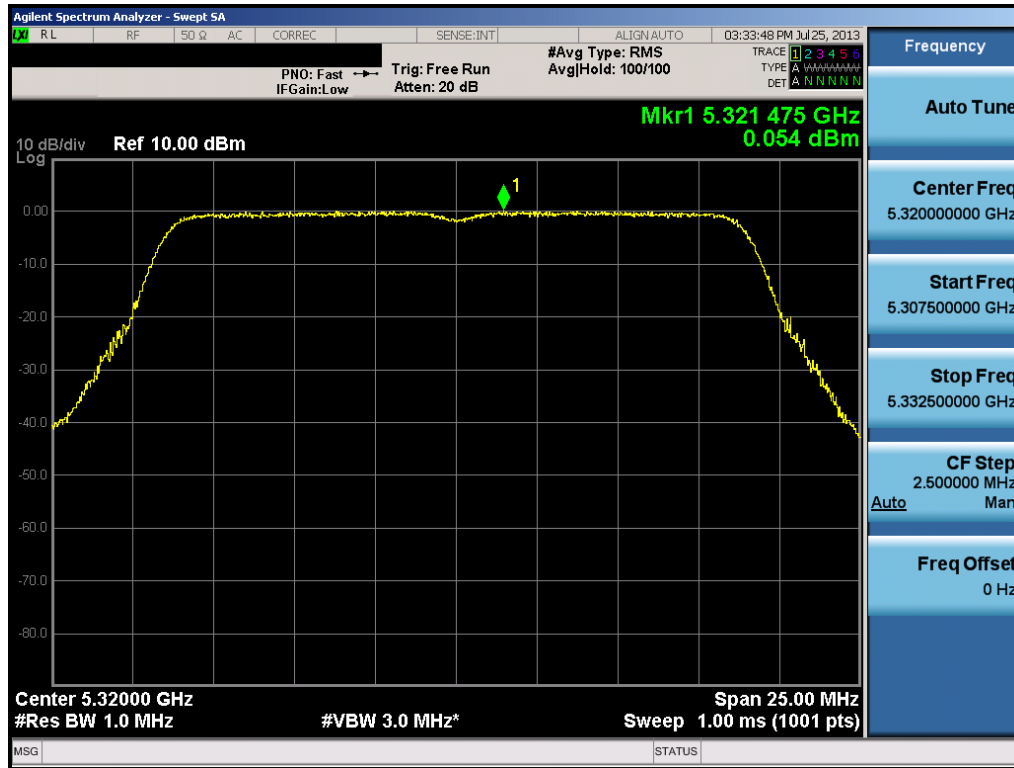 Agilent Spectrum Analyzer - Swept SA
LXI RL RF 50 Ω AC CORREC SENSE:INT ALIGN AUTO 03:33:48 PM Jul 25, 2013
PNO: Fast
IFGain:Low
Trig: Free Run
Atten: 20 dB
#Avg Type: RMS
Avg|Hold: 100/100
TRACE 1 2 3 4 5 6
TYPE A WWWWW
DET A N N N N N
Mkr1 5.321 475 GHz
0.054 dBm
10 dB/div Ref 10.00 dBm
Log
1
0.00
-10.0
-20.0
-30.0
-40.0
-50.0
-60.0
-70.0
-80.0
Center 5.32000 GHz Span 25.00 MHz
#Res BW 1.0 MHz #VBW 3.0 MHz* Sweep 1.00 ms (1001 pts)
MSG STATUS
Frequency
Auto Tune
Center Freq
5.320000000 GHz
Start Freq
5.307500000 GHz
Stop Freq
5.332500000 GHz
CF Step
2.500000 MHz
Auto Man
Freq Offset
0 Hz